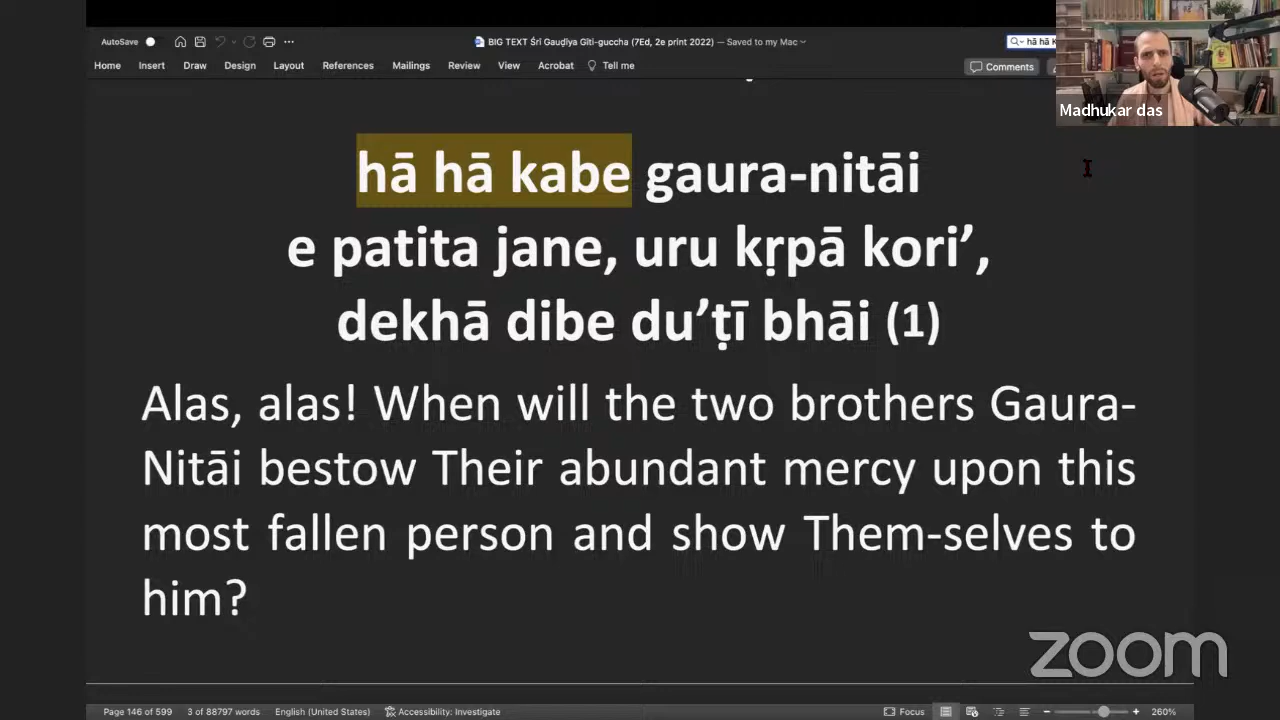 AutoSave
BIG TEXT Śrī Gauḍīya Gīti-guccha (7Ed, 2e print 2022) — Saved to my Mac
hā hā k
Home Insert Draw Design Layout References Mailings Review View Acrobat Tell me
Comments
Madhukar das
hā hā kabe gaura-nitāi
e patita jane, uru kṛpā kori’,
dekhā dibe du’ṭī bhāi (1)
Alas, alas! When will the two brothers Gaura-
Nitāi bestow Their abundant mercy upon this
most fallen person and show Them-selves to
him?
zoom
Page 146 of 599 3 of 88797 words English (United States) Accessibility: Investigate Focus 260%